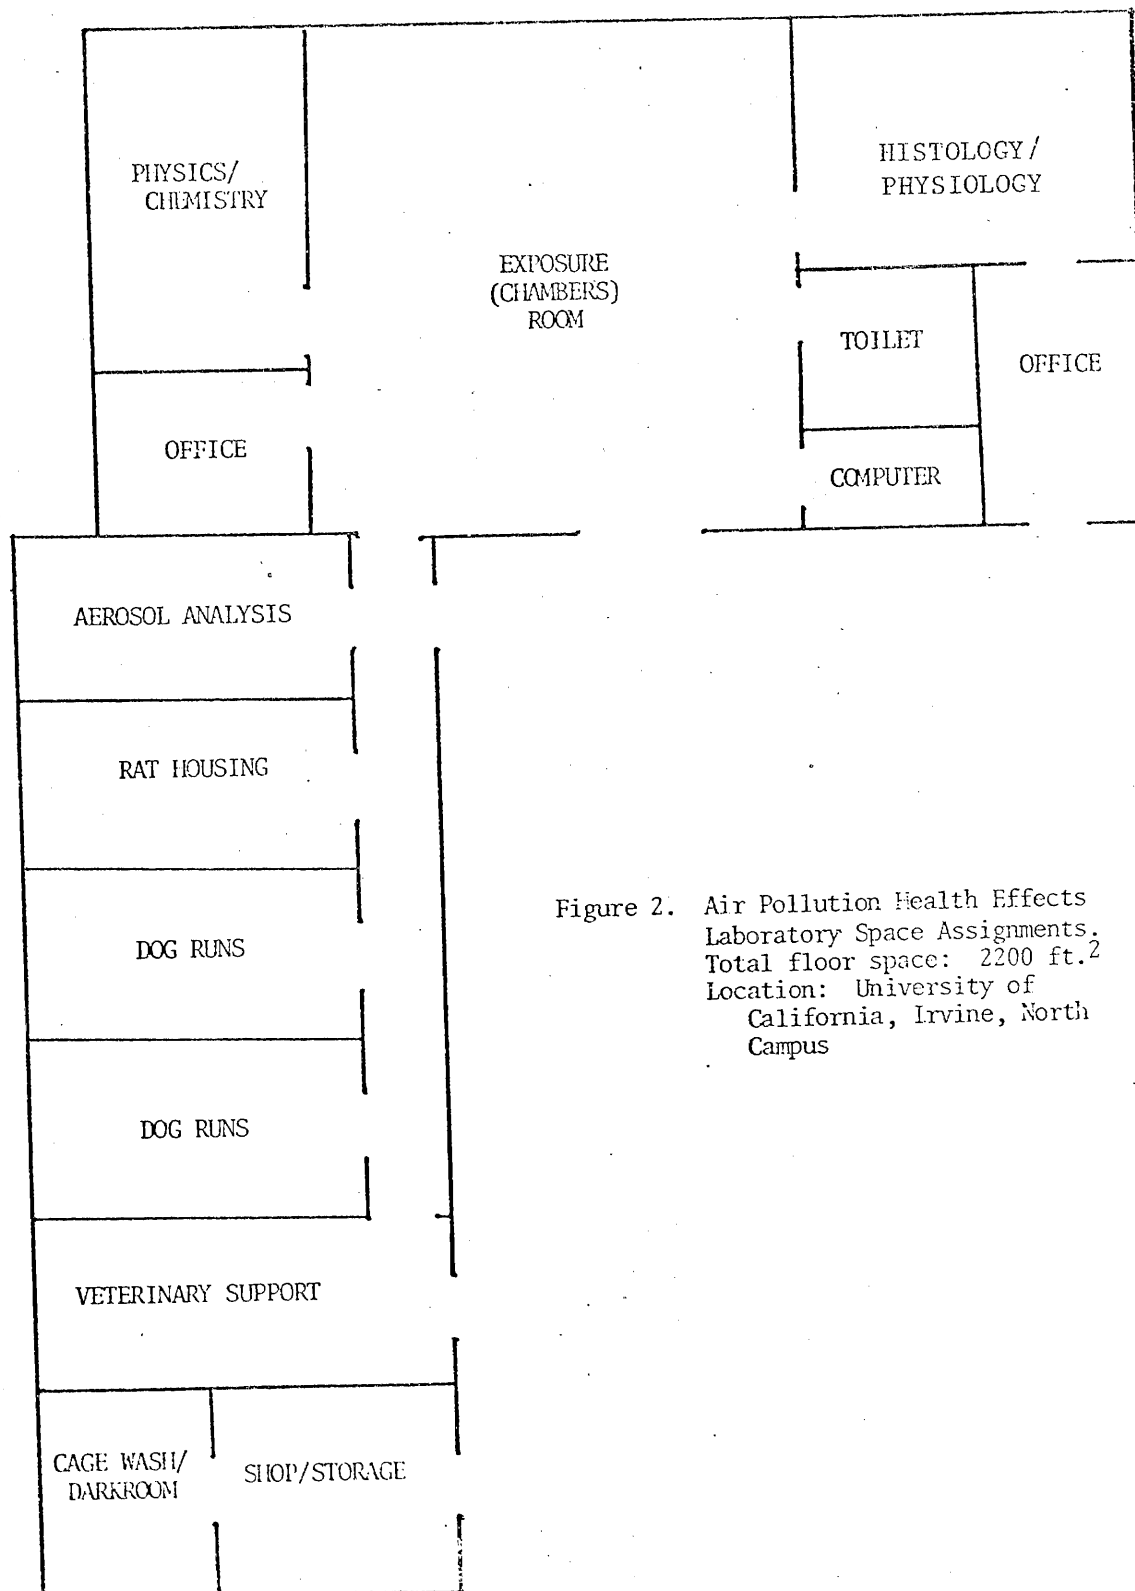 PHYSICS/
CHEMISTRY
HISTOLOGY/
PHYSIOLOGY
EXPOSURE
(CHAMBERS)
ROOM
TOILET
OFFICE
OFFICE
COMPUTER
AEROSOL ANALYSIS
RAT HOUSING
DOG RUNS
DOG RUNS
VETERINARY SUPPORT
CAGE WASH/
DARKROOM
SHOP/STORAGE
Figure 2. Air Pollution Health Effects
Laboratory Space Assignments.
Total floor space: 2200 ft.²
Location: University of
California, Irvine, North
Campus